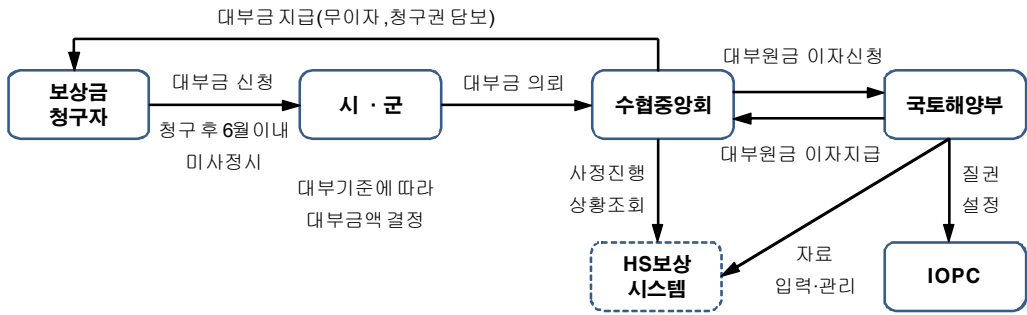 대부금 지급(무이자,청구권 담보)
대부원금 이자신청
보상금
청구자
대부금 신청
시 · 군
대부금 의뢰
수협중앙회
국토해양부
청구 후 6월이내
미사정시
대부원금 이자지급
대부기준에 따라
대부금액 결정
사정진행
상황조회
질권
설정
HS보상
시스템
자료
입력·관리
IOPC